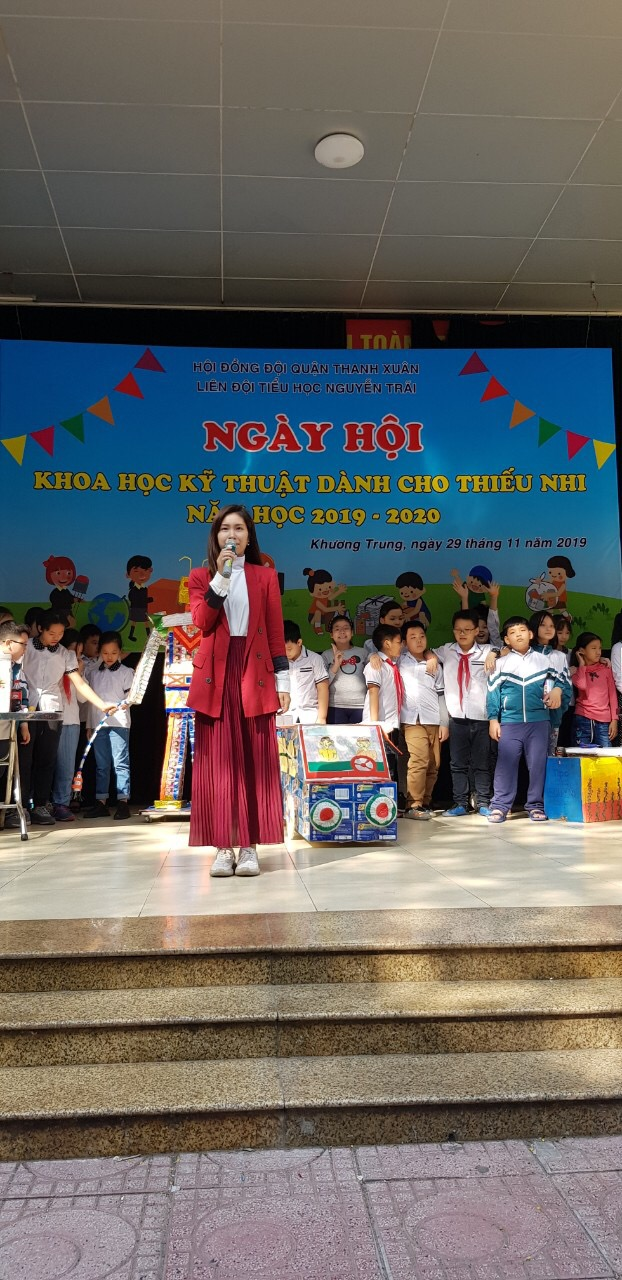 I TOÀN
HỘI ĐỒNG ĐỘI QUẬN THANH XUÂN
LIÊN ĐỘI TIỂU HỌC NGUYỄN TRÃI
NGÀY HỘI
KHOA HỌC KỸ THUẬT DÀNH CHO THIẾU NHI
NĂM HỌC 2019 - 2020
Khương Trung, ngày 29 tháng 11 năm 2019